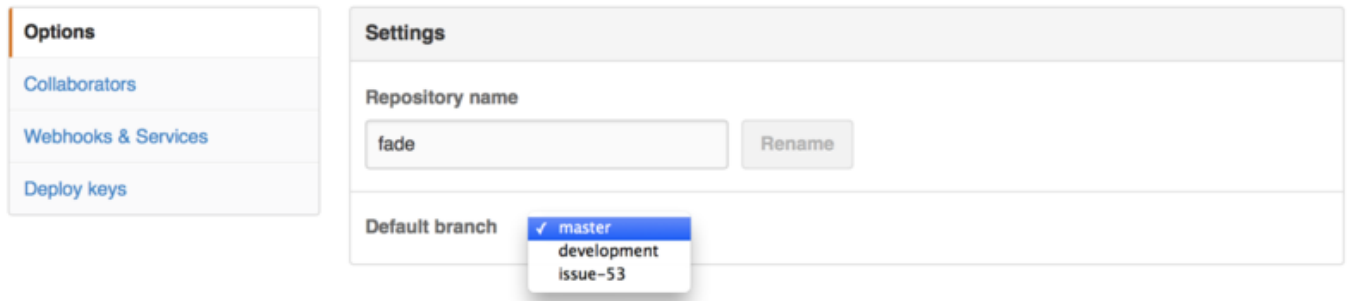 Options
Collaborators
Webhooks & Services
Deploy keys
Settings
Repository name
fade
Rename
Default branch
✓ master
development
issue-53